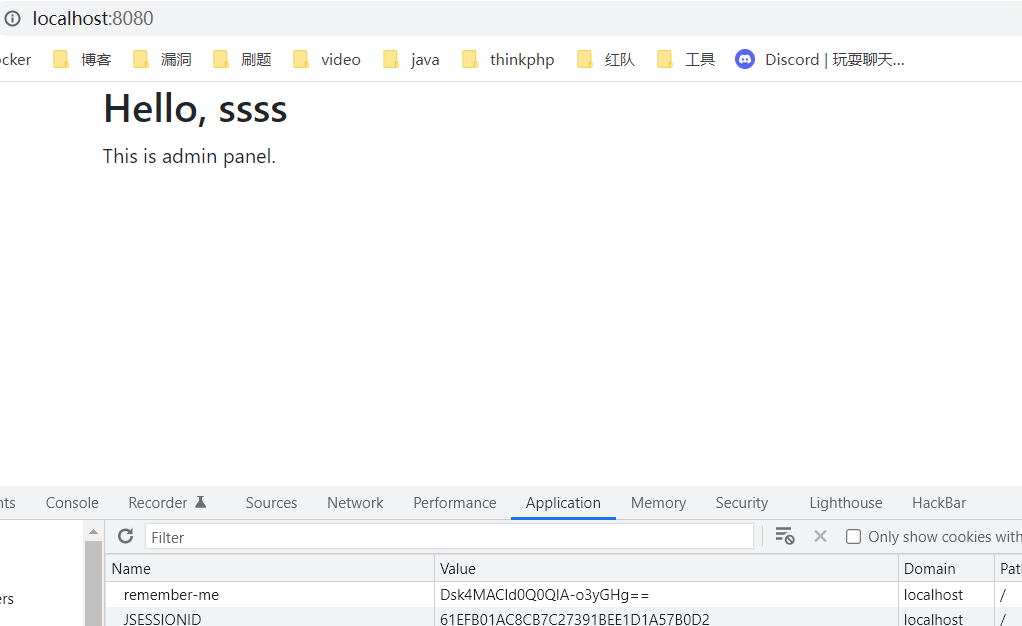 localhost:8080
ocker 博客 漏洞 刷题 video java thinkphp 红队 工具 Discord | 玩耍聊天...
Hello, ssss
This is admin panel.
nts Console Recorder Sources Network Performance Application Memory Security Lighthouse HackBar
Filter Only show cookies with
Name Value Domain Path
remember-me Dsk4MACId0Q0QIA-o3yGHg== localhost /
ers
JSESSIONID 61EFB01AC8CB7C27391BEE1D1A57B0D2 localhost /